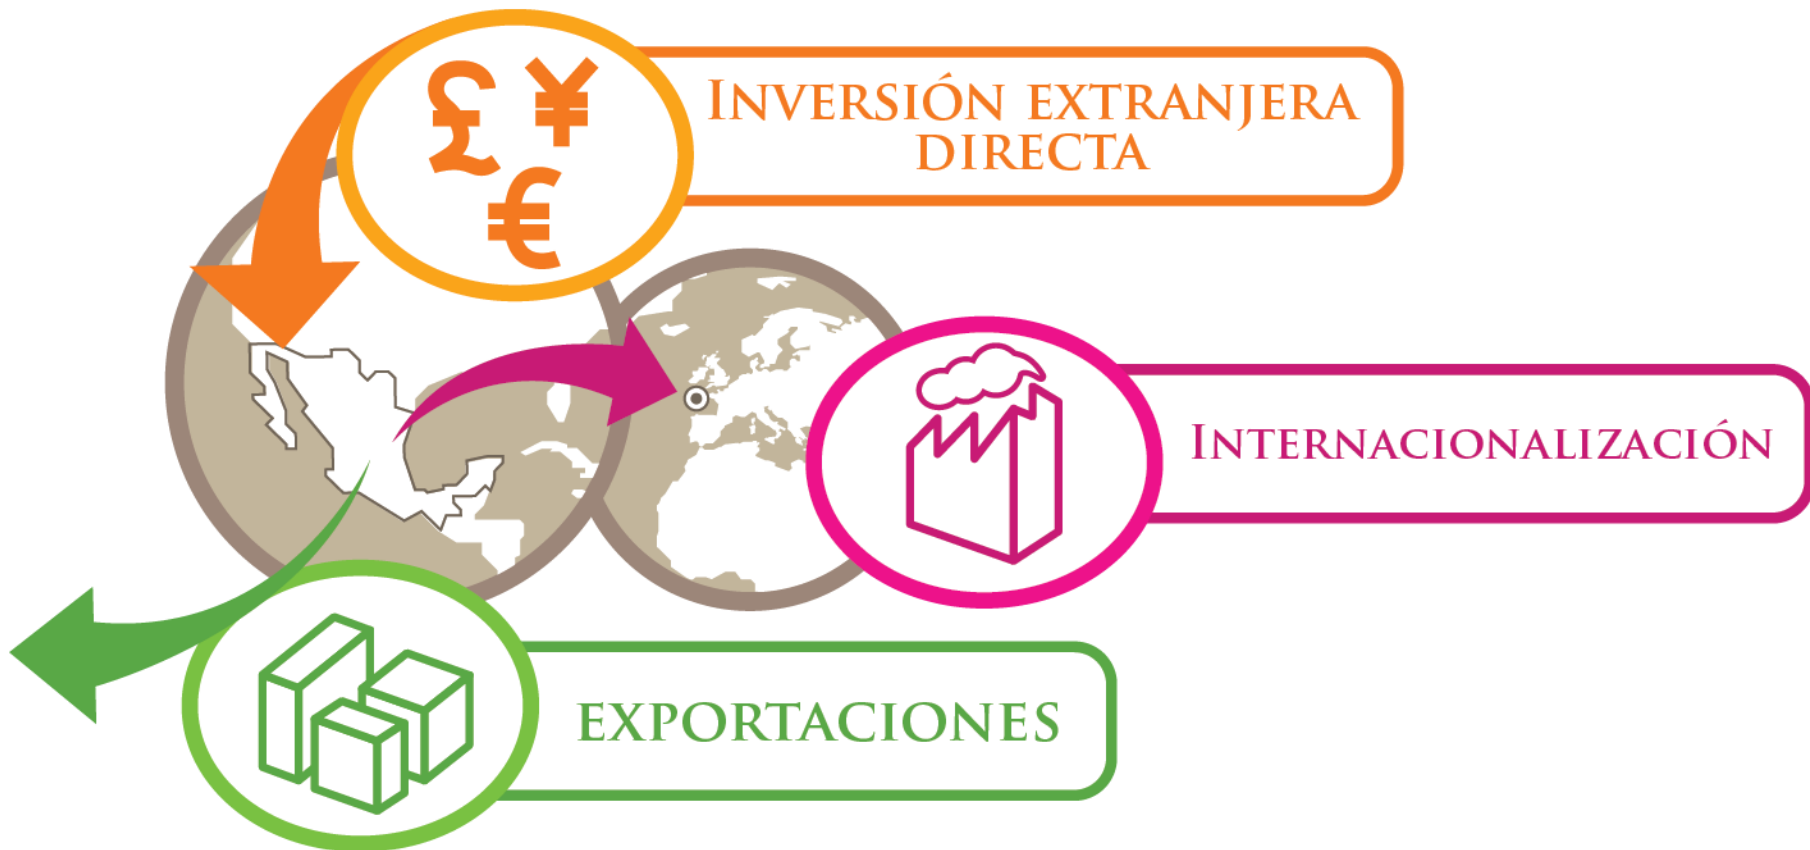 £ ¥
€
INVERSIÓN EXTRANJERA
DIRECTA
INTERNACIONALIZACIÓN
EXPORTACIONES